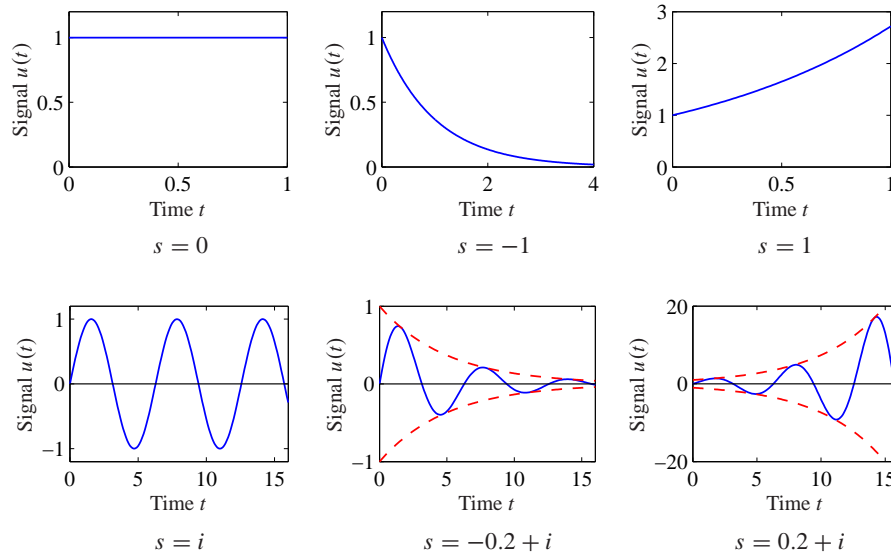 Signal u(t)
1
0.5
0
0
0.5
1
Time t
s = 0
Signal u(t)
1
0.5
0
0
2
4
Time t
s = −1
Signal u(t)
3
2
1
0
0
0.5
1
Time t
s = 1
Signal u(t)
1
0
−1
0
5
10
15
Time t
s = i
Signal u(t)
1
0
−1
0
5
10
15
Time t
s = −0.2 + i
Signal u(t)
20
0
−20
0
5
10
15
Time t
s = 0.2 + i